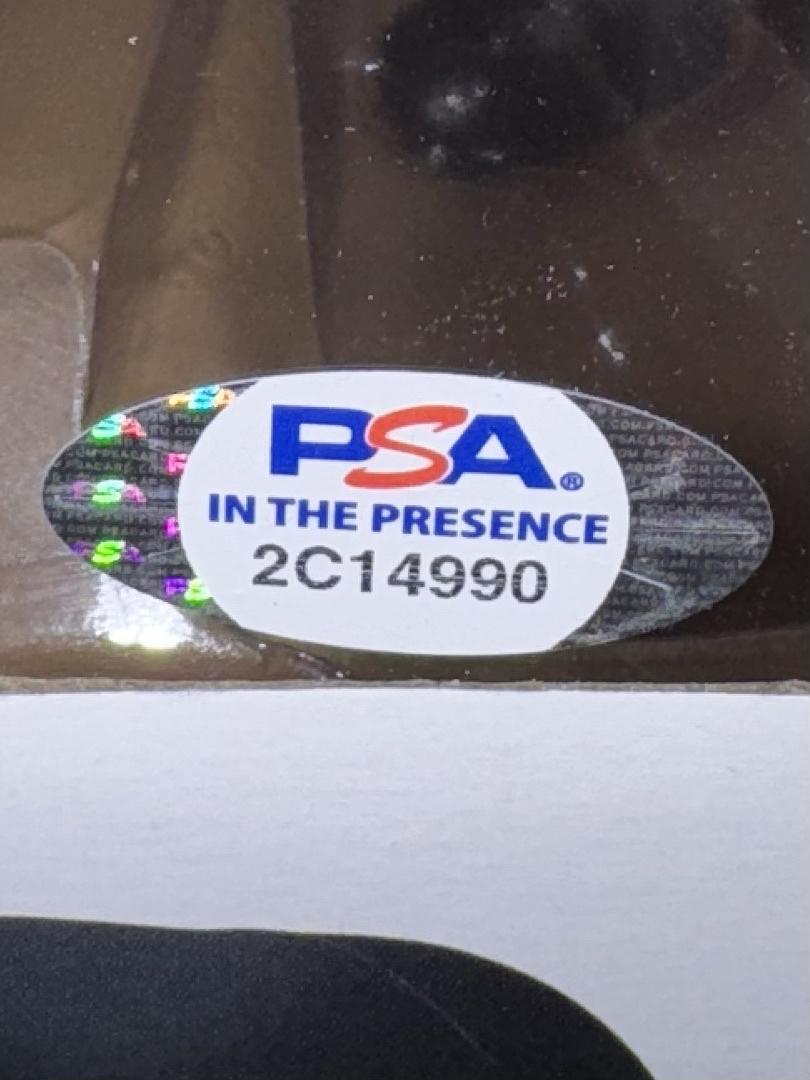 PSA®
IN THE PRESENCE
2C14990